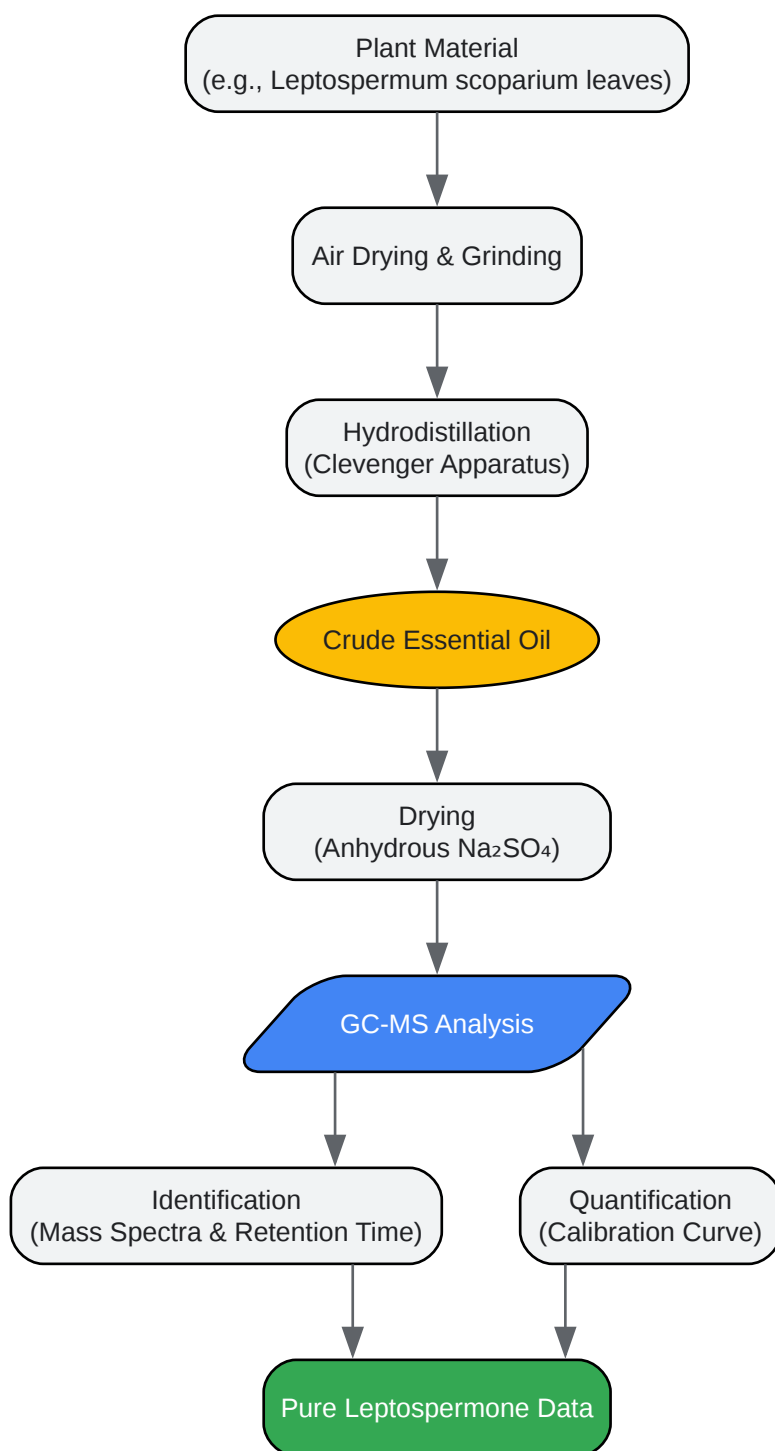 Plant Material
(e.g., Leptospermum scoparium leaves)
Air Drying & Grinding
Hydrodistillation
(Clevenger Apparatus)
Crude Essential Oil
Drying
(Anhydrous Na₂SO₄)
GC-MS Analysis
Identification
(Mass Spectra & Retention Time)
Quantification
(Calibration Curve)
Pure Leptospermone Data